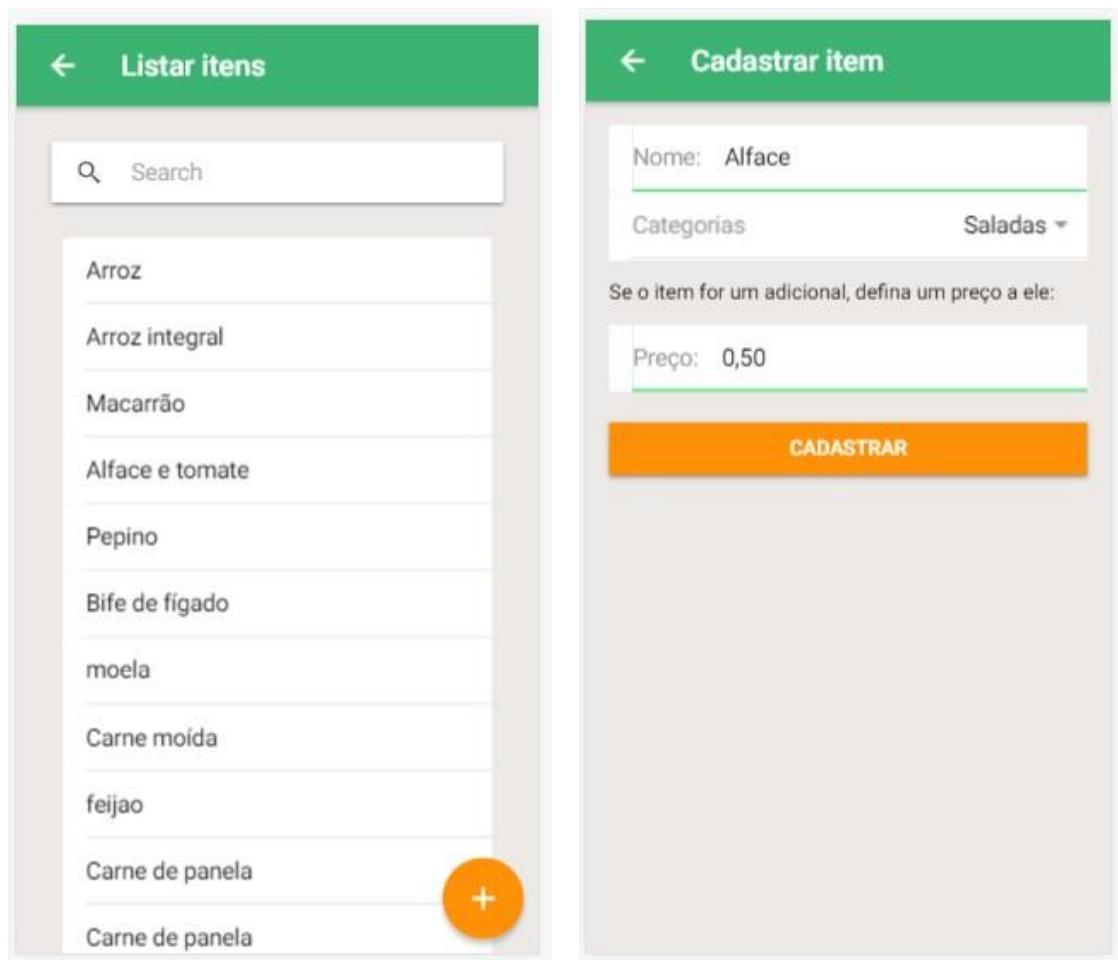 Listar itens
Search
Arroz
Arroz integral
Macarrão
Alface e tomate
Pepino
Bife de fígado
moela
Carne moída
feijao
Carne de panela
Carne de panela
Cadastrar item
Nome: Alface
Categorias Saladas
Se o item for um adicional, defina um preço a ele:
Preço: 0,50
CADASTRAR